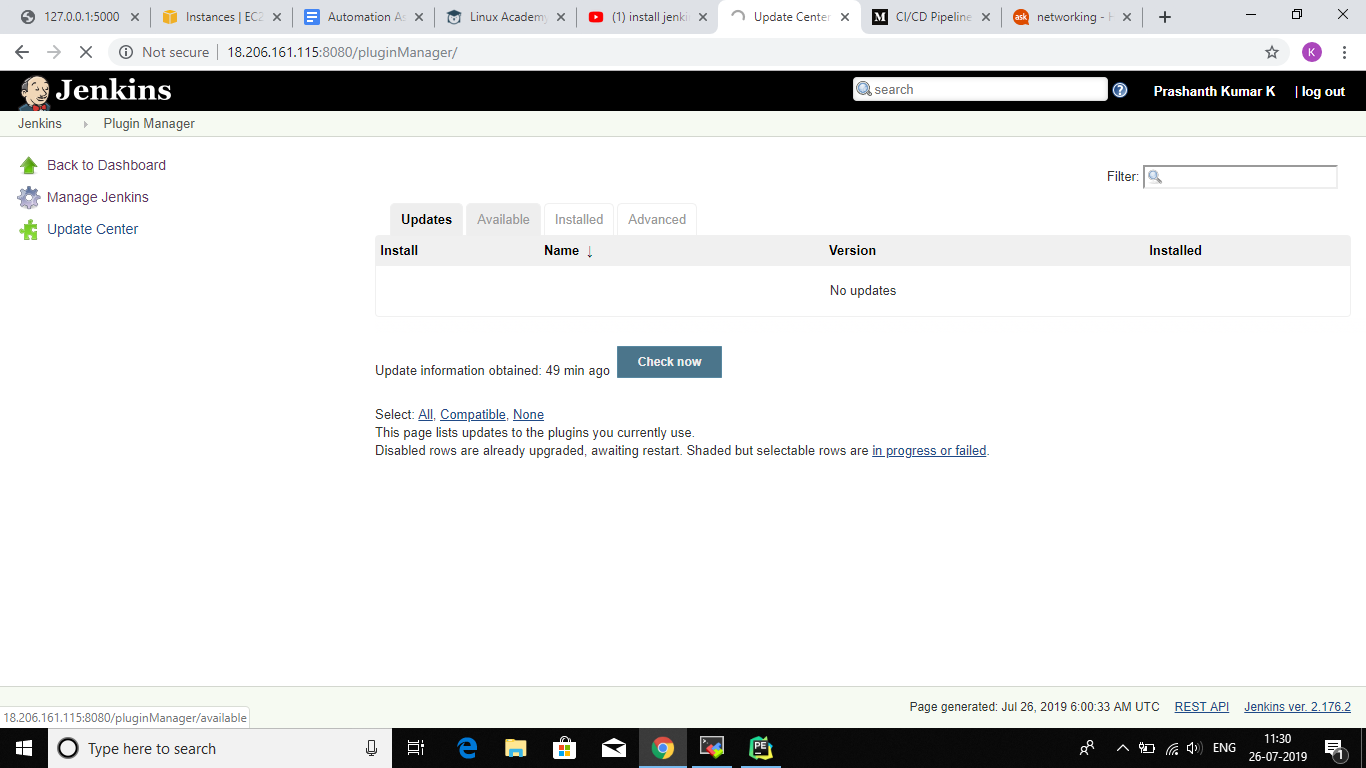 127.0.0.1:5000
Instances | EC2
Automation As
Linux Academy
(1) install jenki
Update Center
CI/CD Pipeline
ask networking - H
Not secure 18.206.161.115:8080/pluginManager/
K
Jenkins
search
Prashanth Kumar K | log out
Jenkins Plugin Manager
Back to Dashboard
Manage Jenkins
Update Center
Filter:
Updates Available Installed Advanced
Install Name ↓ Version Installed
No updates
Update information obtained: 49 min ago Check now
Select: All, Compatible, None
This page lists updates to the plugins you currently use.
Disabled rows are already upgraded, awaiting restart. Shaded but selectable rows are in progress or failed.
Page generated: Jul 26, 2019 6:00:33 AM UTC REST API Jenkins ver. 2.176.2
18.206.161.115:8080/pluginManager/available
Type here to search
PE
ENG
11:30
26-07-2019
1